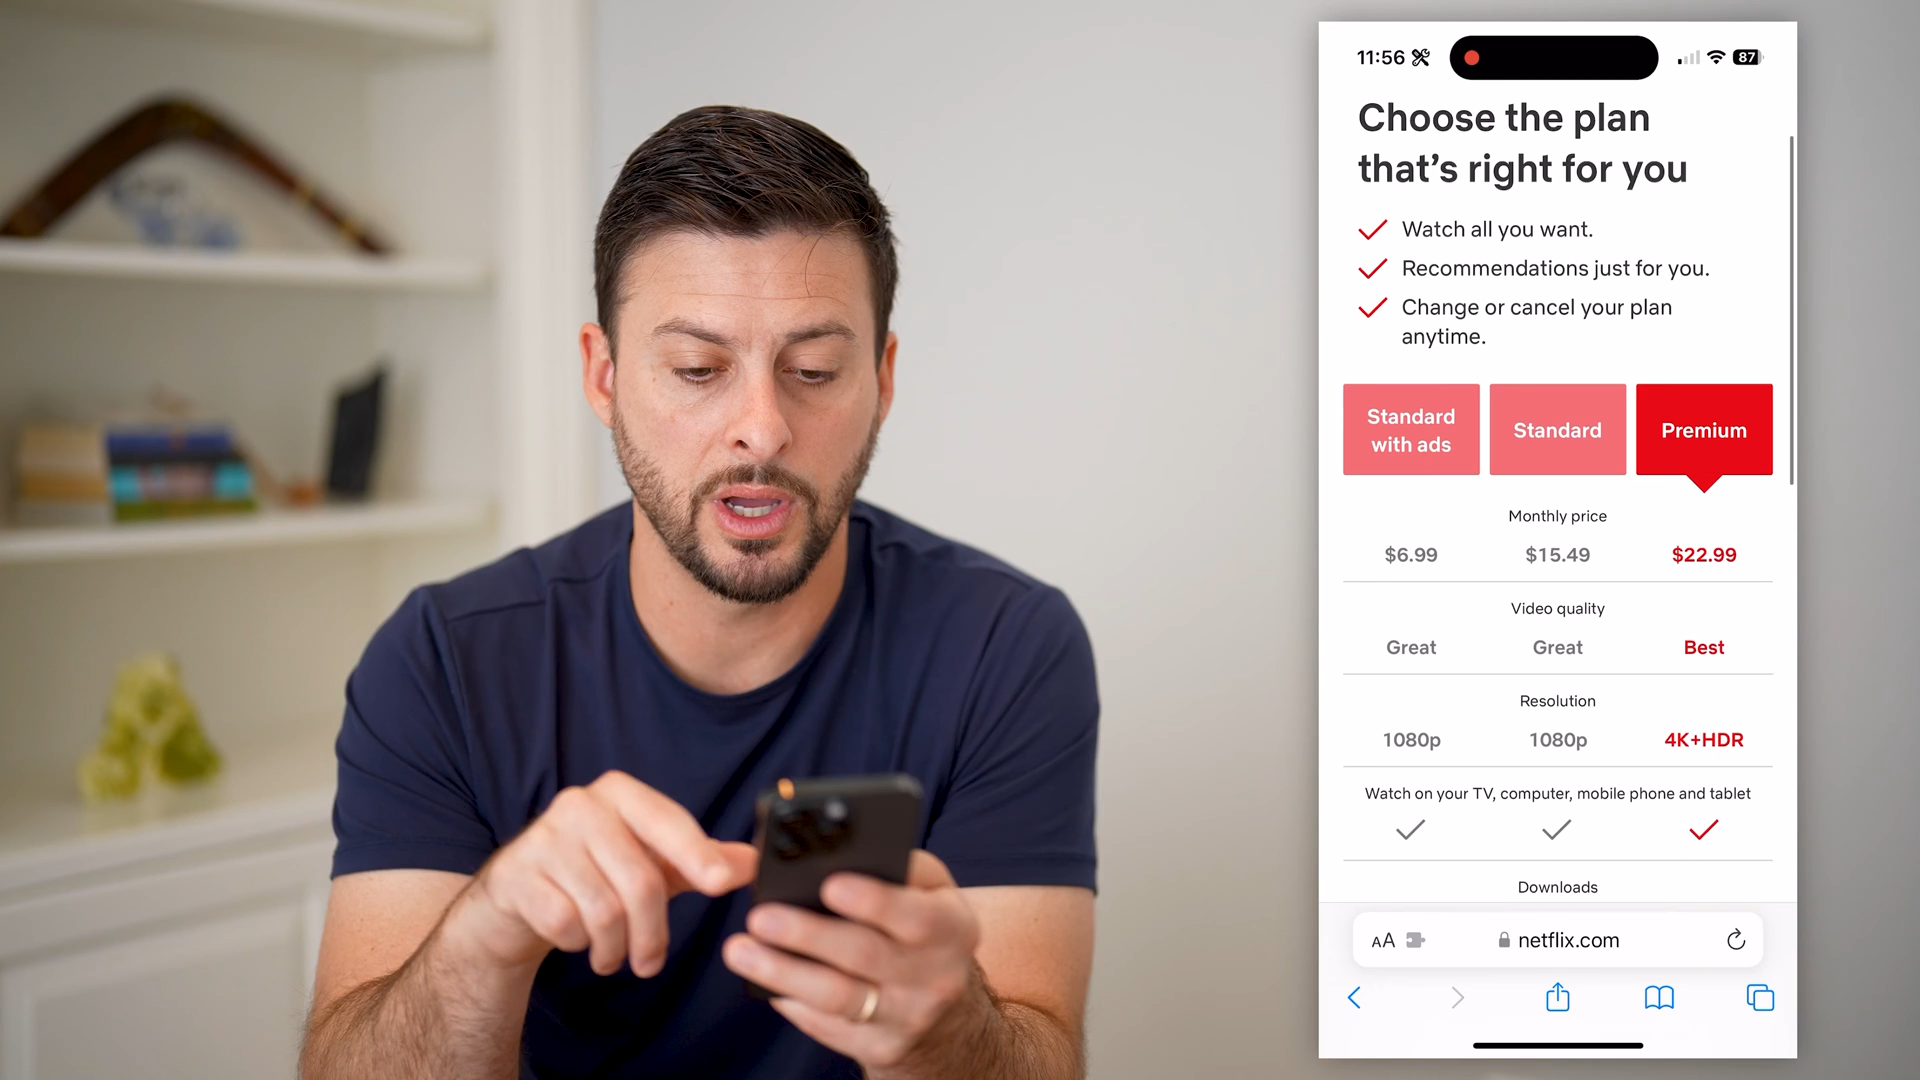 11:56
87
Choose the plan
that's right for you
Watch all you want.
Recommendations just for you.
Change or cancel your plan
anytime.
Standard
with ads
Standard
Premium
Monthly price
$6.99 $15.49 $22.99
Video quality
Great Great Best
Resolution
1080p 1080p 4K+HDR
Watch on your TV, computer, mobile phone and tablet
Downloads
AA netflix.com